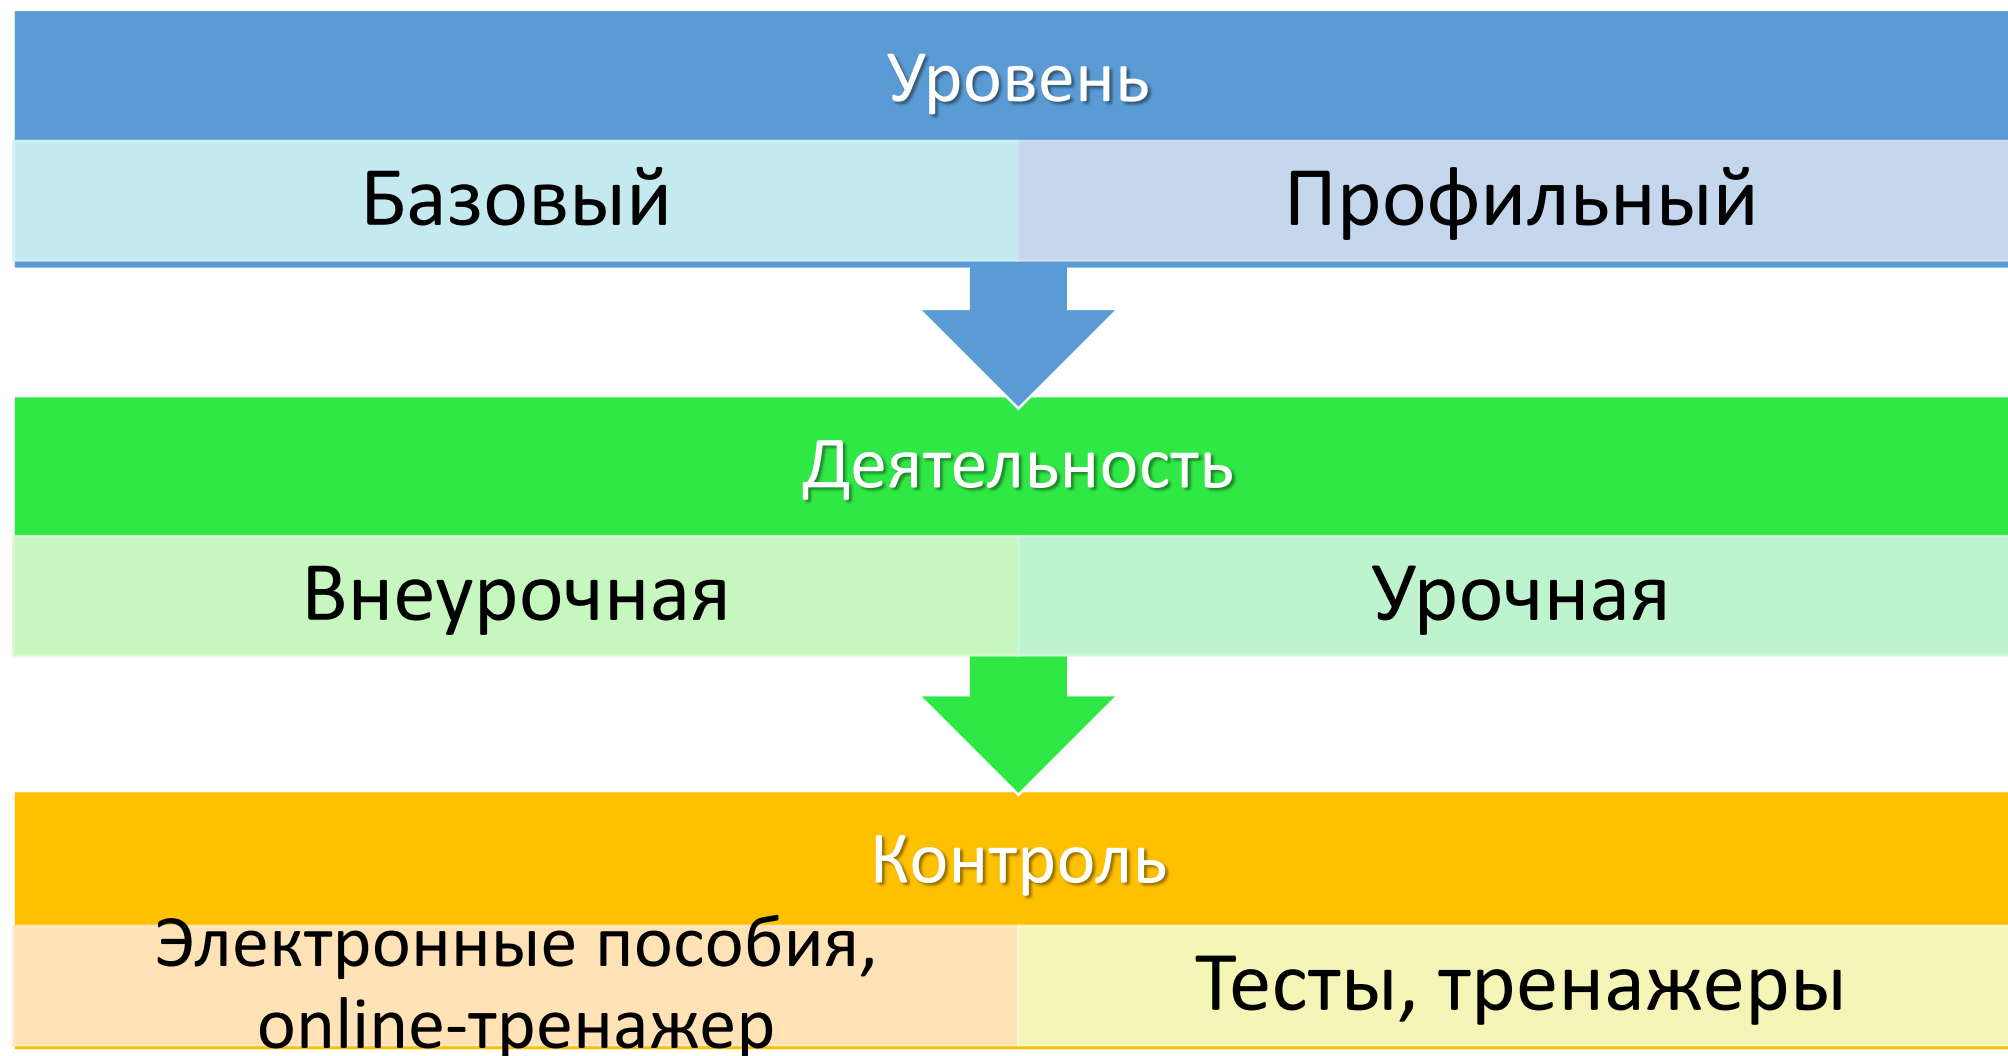 Уровень
Базовый
Профильный
Деятельность
Внеурочная
Урочная
Контроль
Электронные пособия,
online-тренажер
Тесты, тренажеры